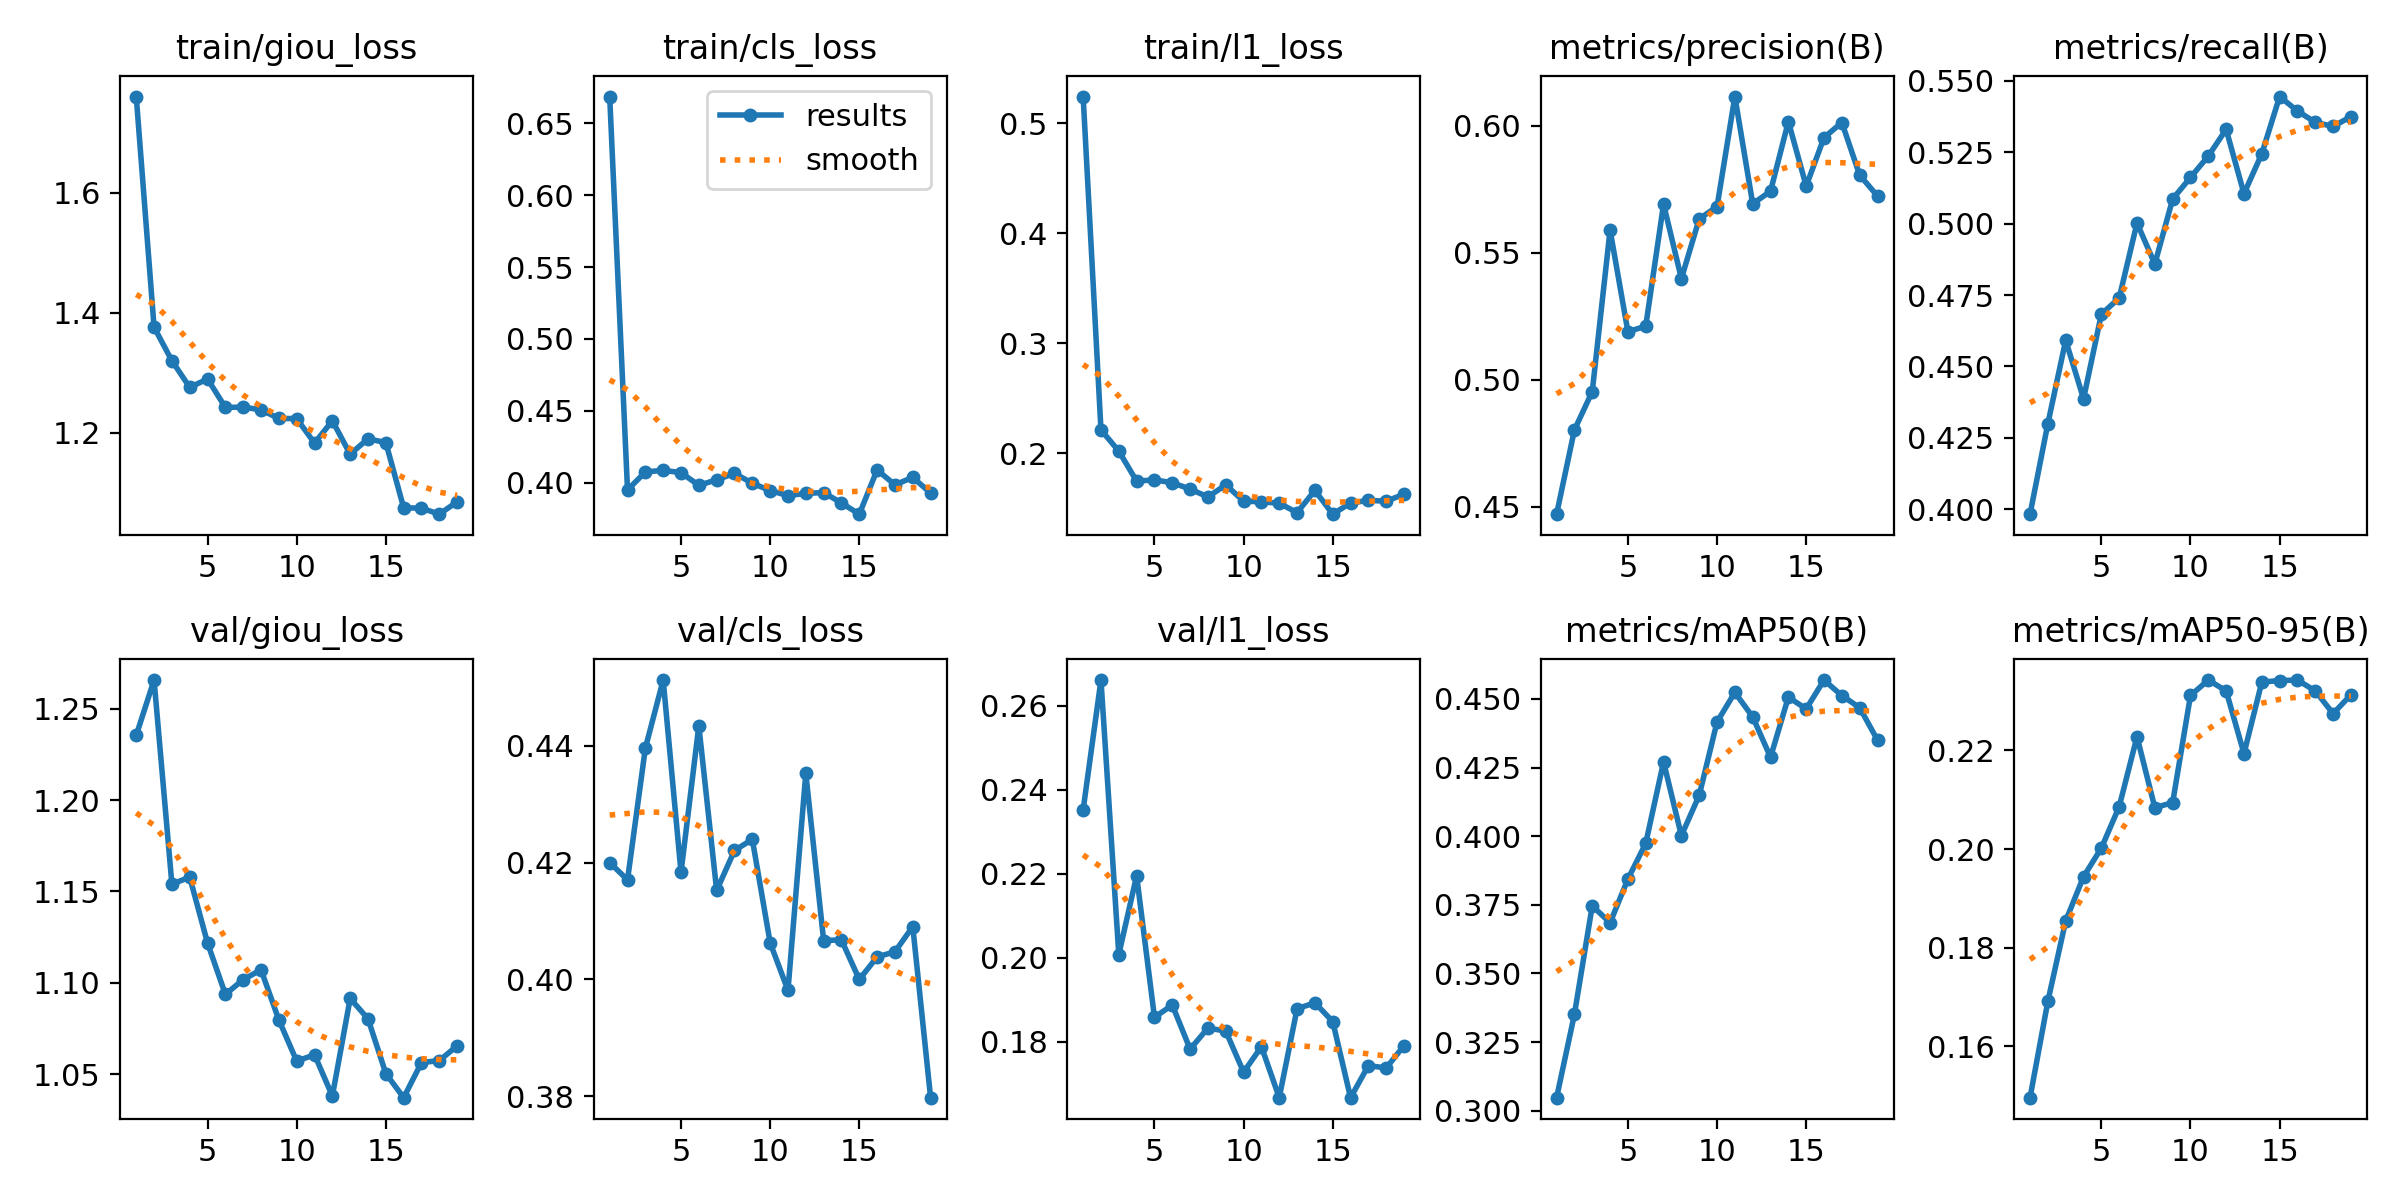 train/giou_loss
train/cls_loss
train/l1_loss
metrics/precision(B)
metrics/recall(B)
1.6
1.4
1.2
5 10 15
results
smooth
0.65
0.60
0.55
0.50
0.45
0.40
5 10 15
0.5
0.4
0.3
0.2
5 10 15
0.60
0.55
0.50
0.45
5 10 15
0.550
0.525
0.500
0.475
0.450
0.425
0.400
5 10 15
val/giou_loss
val/cls_loss
val/l1_loss
metrics/mAP50(B)
metrics/mAP50-95(B)
1.25
1.20
1.15
1.10
1.05
5 10 15
0.44
0.42
0.40
0.38
5 10 15
0.26
0.24
0.22
0.20
0.18
5 10 15
0.450
0.425
0.400
0.375
0.350
0.325
0.300
5 10 15
0.22
0.20
0.18
0.16
5 10 15